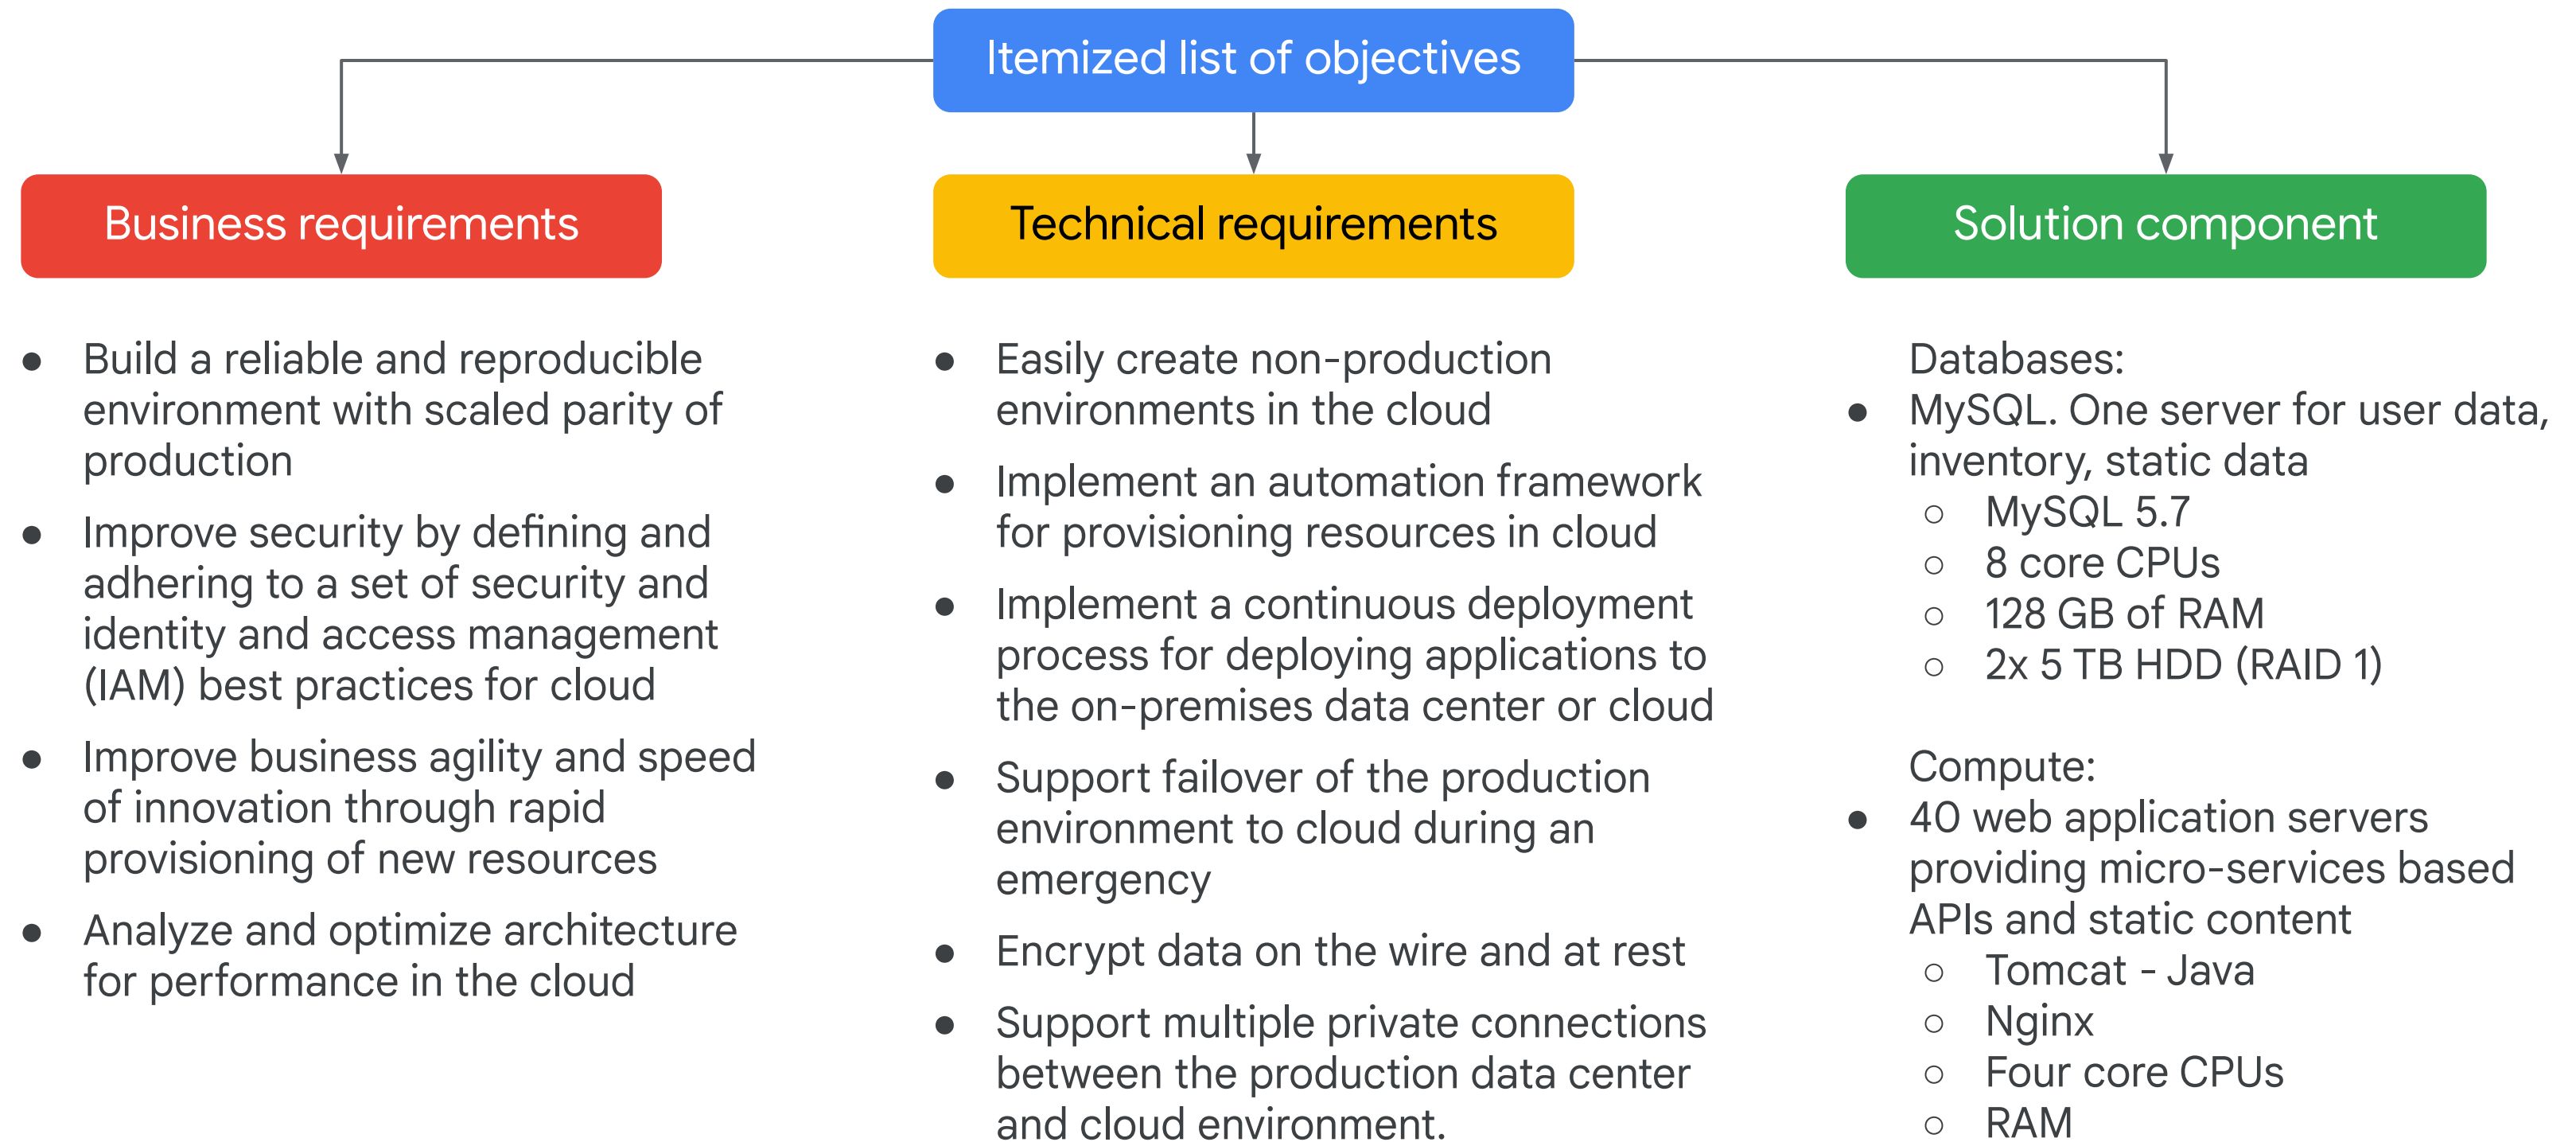 Itemized list of objectives
Business requirements
● Build a reliable and reproducible
environment with scaled parity of
production
● Improve security by defining and
adhering to a set of security and
identity and access management
(IAM) best practices for cloud
● Improve business agility and speed
of innovation through rapid
provisioning of new resources
● Analyze and optimize architecture
for performance in the cloud
Technical requirements
● Easily create non-production
environments in the cloud
● Implement an automation framework
for provisioning resources in cloud
● Implement a continuous deployment
process for deploying applications to
the on-premises data center or cloud
● Support failover of the production
environment to cloud during an
emergency
● Encrypt data on the wire and at rest
● Support multiple private connections
between the production data center
and cloud environment.
Solution component
Databases:
● MySQL. One server for user data,
inventory, static data
○ MySQL 5.7
○ 8 core CPUs
○ 128 GB of RAM
○ 2x 5 TB HDD (RAID 1)
Compute:
● 40 web application servers
providing micro-services based
APIs and static content
○ Tomcat - Java
○ Nginx
○ Four core CPUs
○ RAM